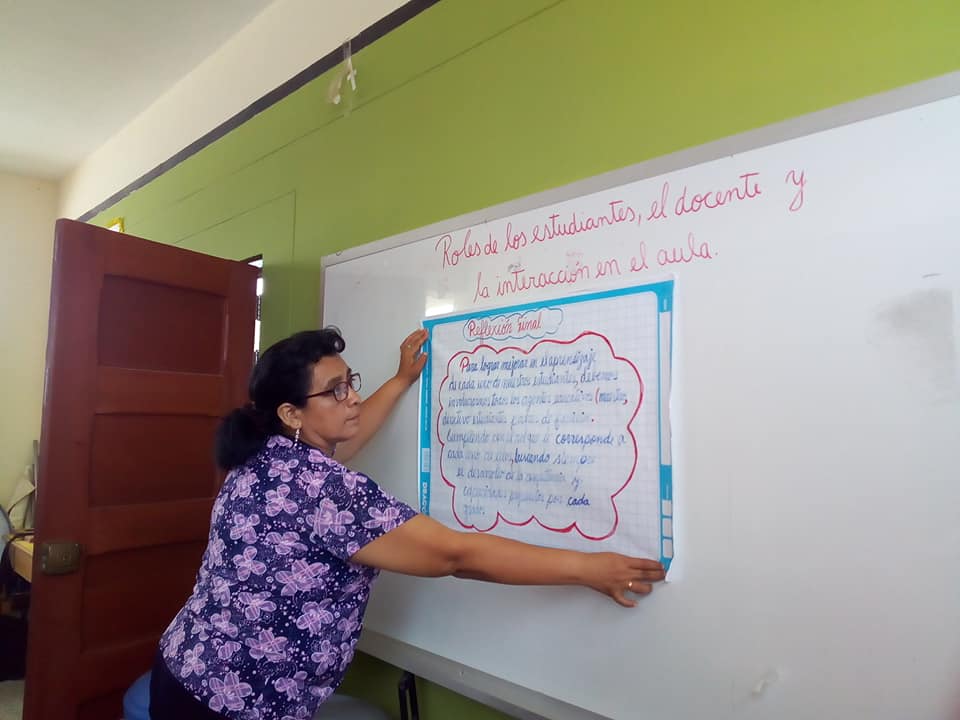 Roles de los estudiantes, el docente y
la interacción en el aula.
Reflexión Final
Para lograr mejorar en el aprendizaje
de cada uno de nuestros estudiantes, debemos
involucrarnos todos los agentes educativos (maestros,
directivo estudiantes padres de familia).
Cumpliendo con el rol que le corresponde a
cada uno de ellos, buscando siempre
el desarrollo de la competencia y
capacidades propuestos por cada
grado.